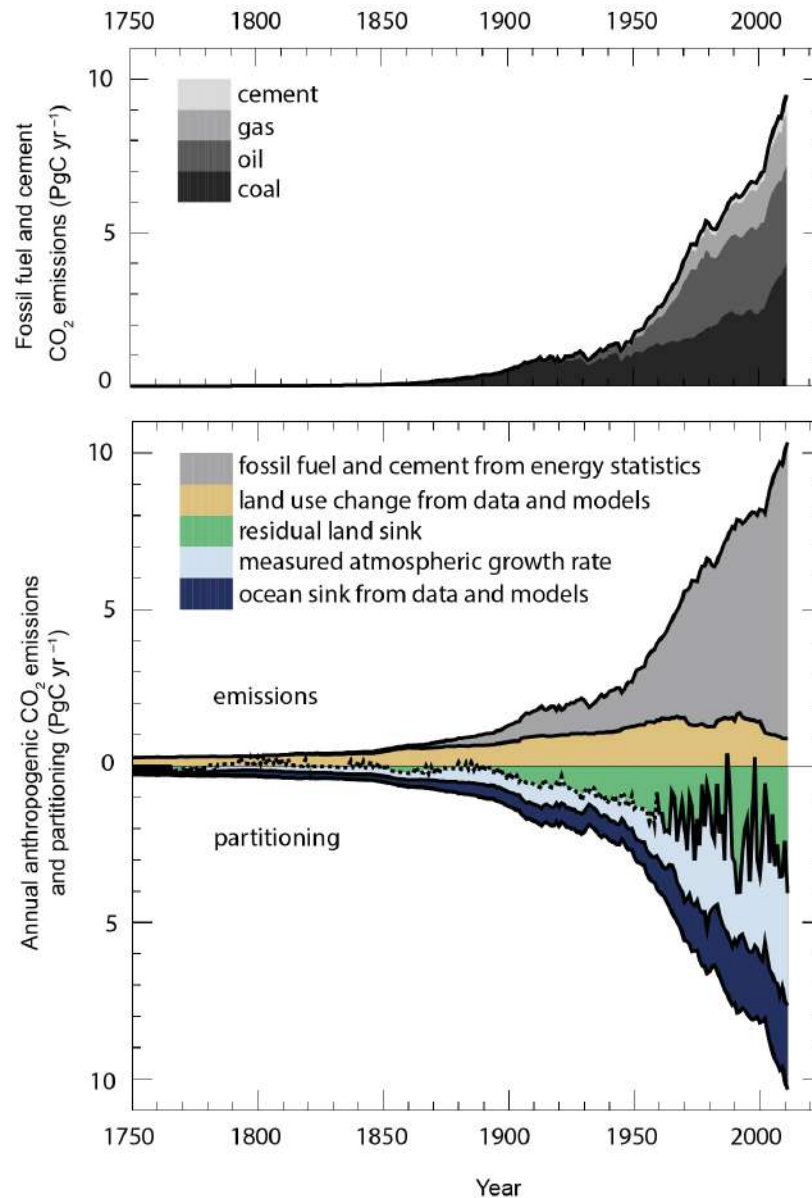 1750 1800 1850 1900 1950 2000
10
5
0
Fossil fuel and cement
CO₂ emissions (PgC yr⁻¹)
cement
gas
oil
coal
10
5
0
5
10
Annual anthropogenic CO₂ emissions
and partitioning (PgC yr⁻¹)
fossil fuel and cement from energy statistics
land use change from data and models
residual land sink
measured atmospheric growth rate
ocean sink from data and models
emissions
partitioning
1750 1800 1850 1900 1950 2000
Year